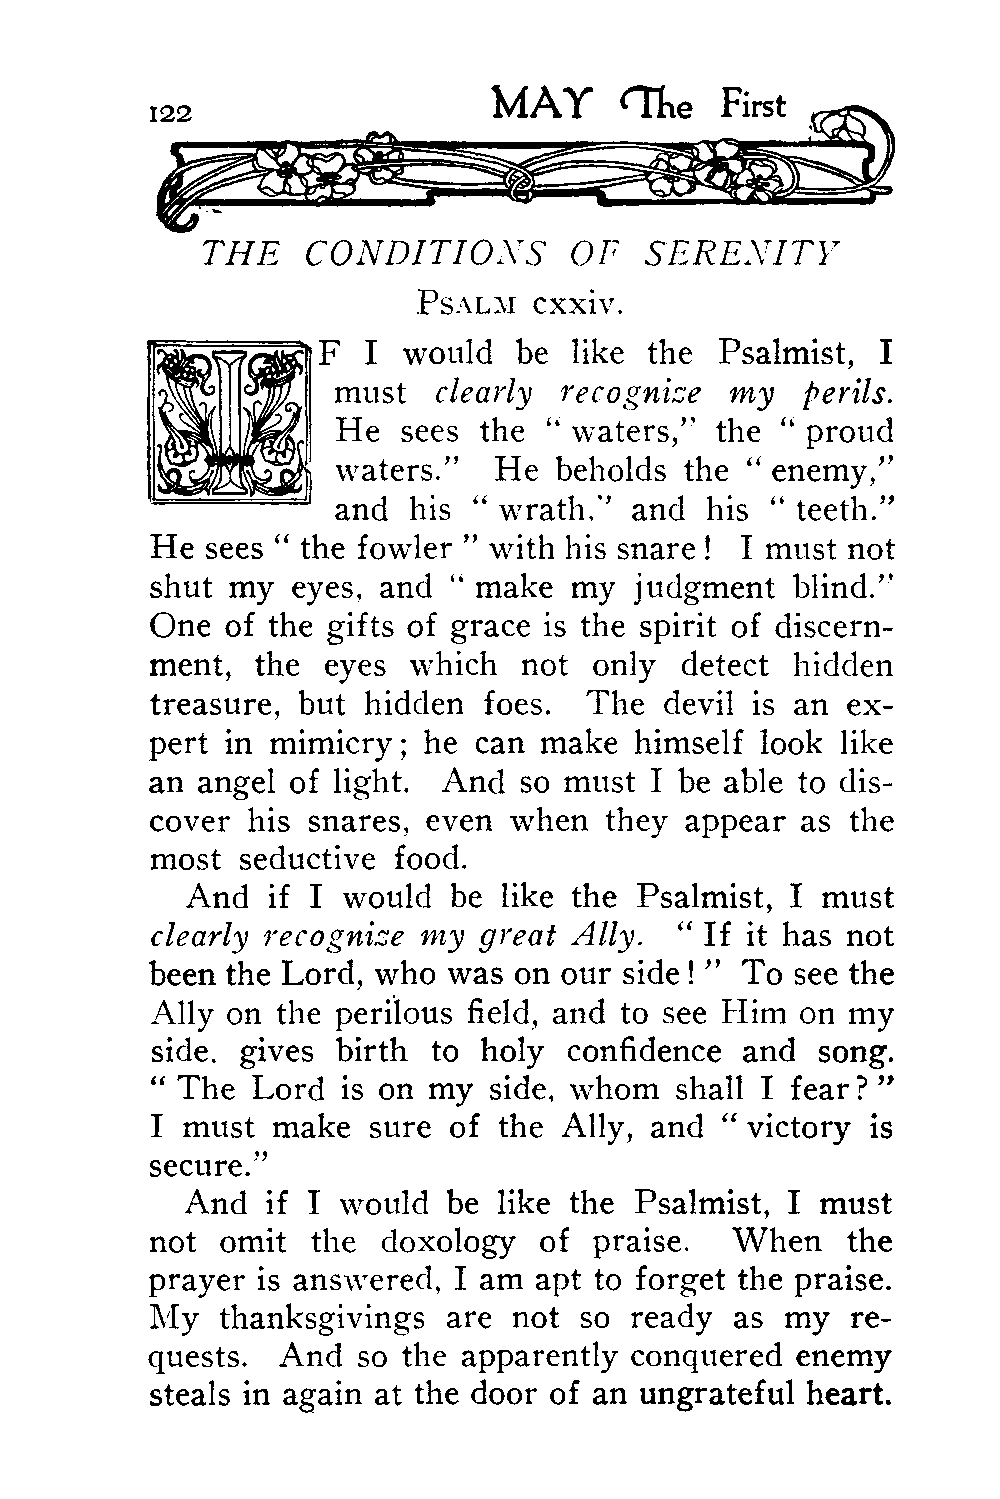 122
MAY The First
THE CONDITIONS OF SERENITY
PSALM cxxiv.
IF I would be like the Psalmist, I
must clearly recognize my perils.
He sees the “ waters,” the “ proud
waters.” He beholds the “ enemy,”
and his “ wrath,” and his “ teeth.”
He sees “ the fowler ” with his snare ! I must not
shut my eyes, and “ make my judgment blind.”
One of the gifts of grace is the spirit of discern-
ment, the eyes which not only detect hidden
treasure, but hidden foes. The devil is an ex-
pert in mimicry ; he can make himself look like
an angel of light. And so must I be able to dis-
cover his snares, even when they appear as the
most seductive food.
And if I would be like the Psalmist, I must
clearly recognize my great Ally. “ If it has not
been the Lord, who was on our side ! ” To see the
Ally on the perilous field, and to see Him on my
side, gives birth to holy confidence and song.
“ The Lord is on my side, whom shall I fear ? ”
I must make sure of the Ally, and “ victory is
secure.”
And if I would be like the Psalmist, I must
not omit the doxology of praise. When the
prayer is answered, I am apt to forget the praise.
My thanksgivings are not so ready as my re-
quests. And so the apparently conquered enemy
steals in again at the door of an ungrateful heart.